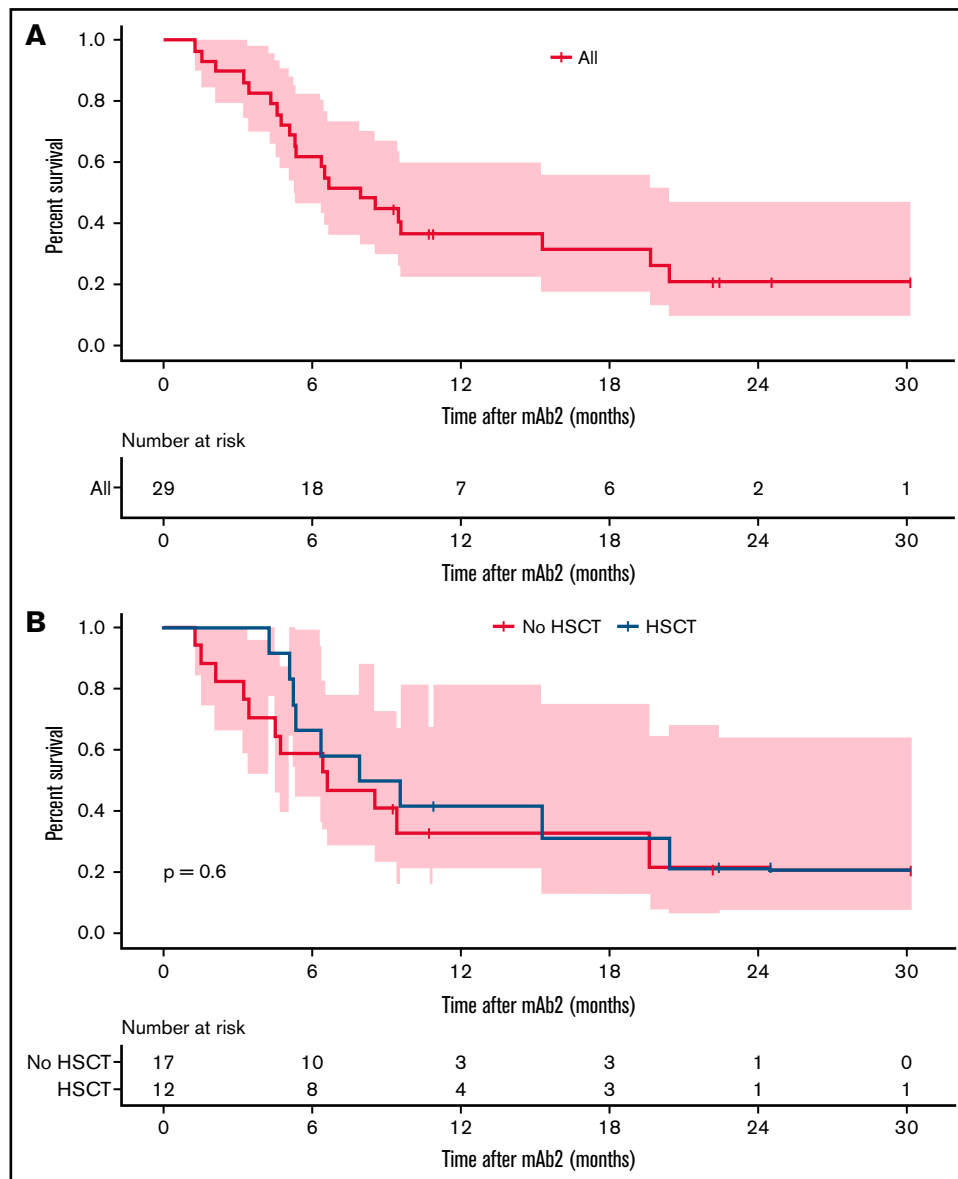 A
All
1.0
0.8
0.6
0.4
0.2
0.0
Percent survival
0 6 12 18 24 30
Time after mAb2 (months)
Number at risk
All 29 18 7 6 2 1
0 6 12 18 24 30
Time after mAb2 (months)
B
No HSCT HSCT
1.0
0.8
0.6
0.4
0.2
0.0
Percent survival
p = 0.6
0 6 12 18 24 30
Time after mAb2 (months)
Number at risk
No HSCT 17 10 3 3 1 0
HSCT 12 8 4 3 1 1
0 6 12 18 24 30
Time after mAb2 (months)